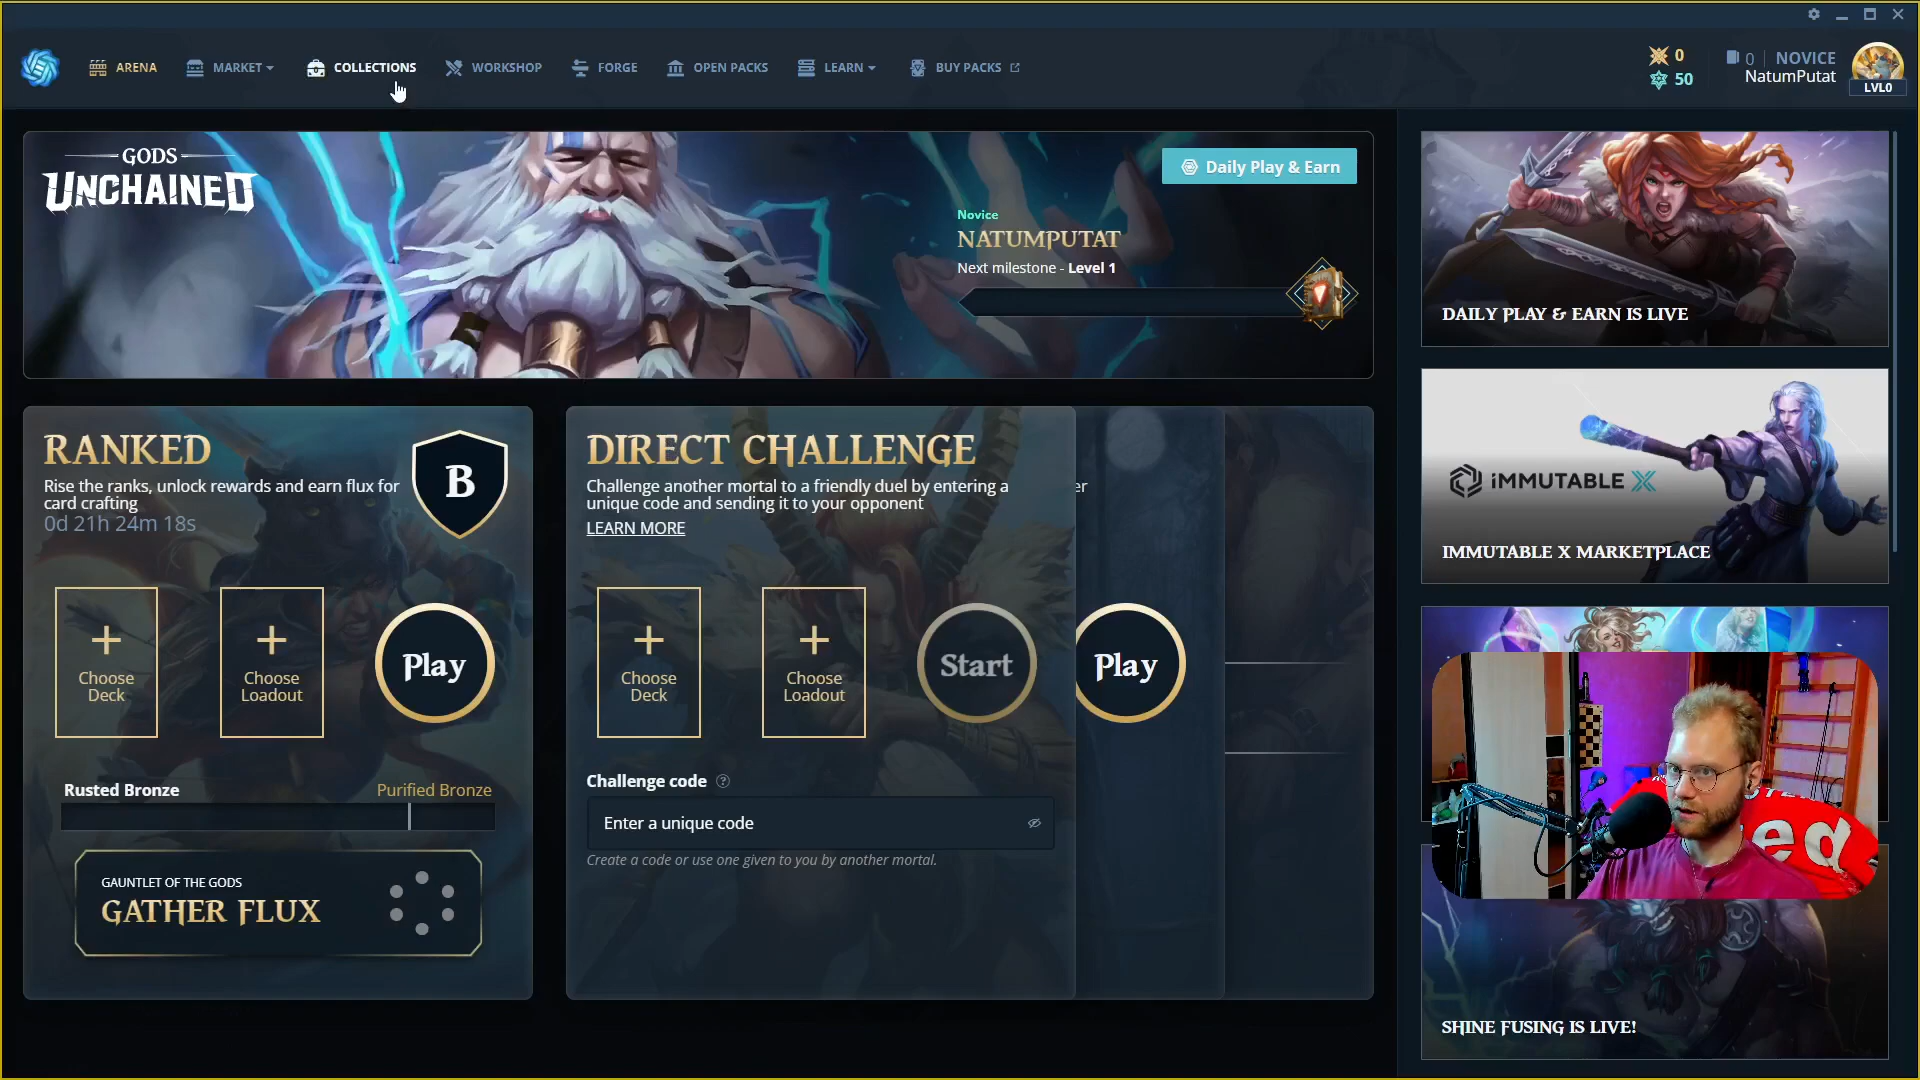 ARENA
MARKET
COLLECTIONS
WORKSHOP
FORGE
OPEN PACKS
LEARN
BUY PACKS
0
50
0
NOVICE
NatumPutat
LVL0
GODS
UNCHAINED
Daily Play & Earn
Novice
NATUMPUTAT
Next milestone - Level 1
RANKED
Rise the ranks, unlock rewards and earn flux for
card crafting
0d 21h 24m 18s
B
Choose
Deck
Choose
Loadout
Play
Rusted Bronze
Purified Bronze
GAUNTLET OF THE GODS
GATHER FLUX
DIRECT CHALLENGE
Challenge another mortal to a friendly duel by entering a
unique code and sending it to your opponent
LEARN MORE
er
Choose
Deck
Choose
Loadout
Start
Play
Challenge code
Enter a unique code
Create a code or use one given to you by another mortal.
DAILY PLAY & EARN IS LIVE
IMMUTABLE X
IMMUTABLE X MARKETPLACE
ed
SHINE FUSING IS LIVE!